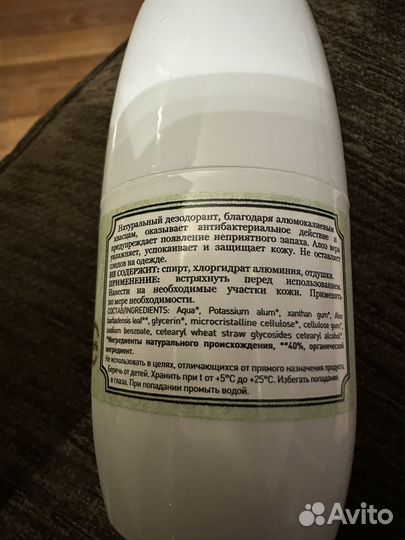 Натуральный дезодорант, благодаря алюмокалиевым
квасцам, оказывает антибактериальное действие и
предупреждает появление неприятного запаха. Алоэ вера
увлажняет, успокаивает и защищает кожу. Не оставляет
следов на одежде.
НЕ СОДЕРЖИТ: спирт, хлоргидрат алюминия, отдушки.
ПРИМЕНЕНИЕ: встряхнуть перед использованием.
Нанести на необходимые участки кожи. Применять
по мере необходимости.
СОСТАВ/INGREDIENTS: Aqua*, Potassium alum*, xanthan gum*, Aloe
barbadensis leaf**, glycerin*, microcristalline cellulose*, cellulose gum*,
sodium benzoate, cetearyl wheat straw glycosides cetearyl alcohol*.
*Ингредиенты натурального происхождения, **40%, органический
ингредиент.
Не использовать в целях, отличающихся от прямого назначения продукта.
Беречь от детей. Хранить при t от +5°C до +25°C. Избегать попадания
в глаза. При попадании промыть водой.
Avito